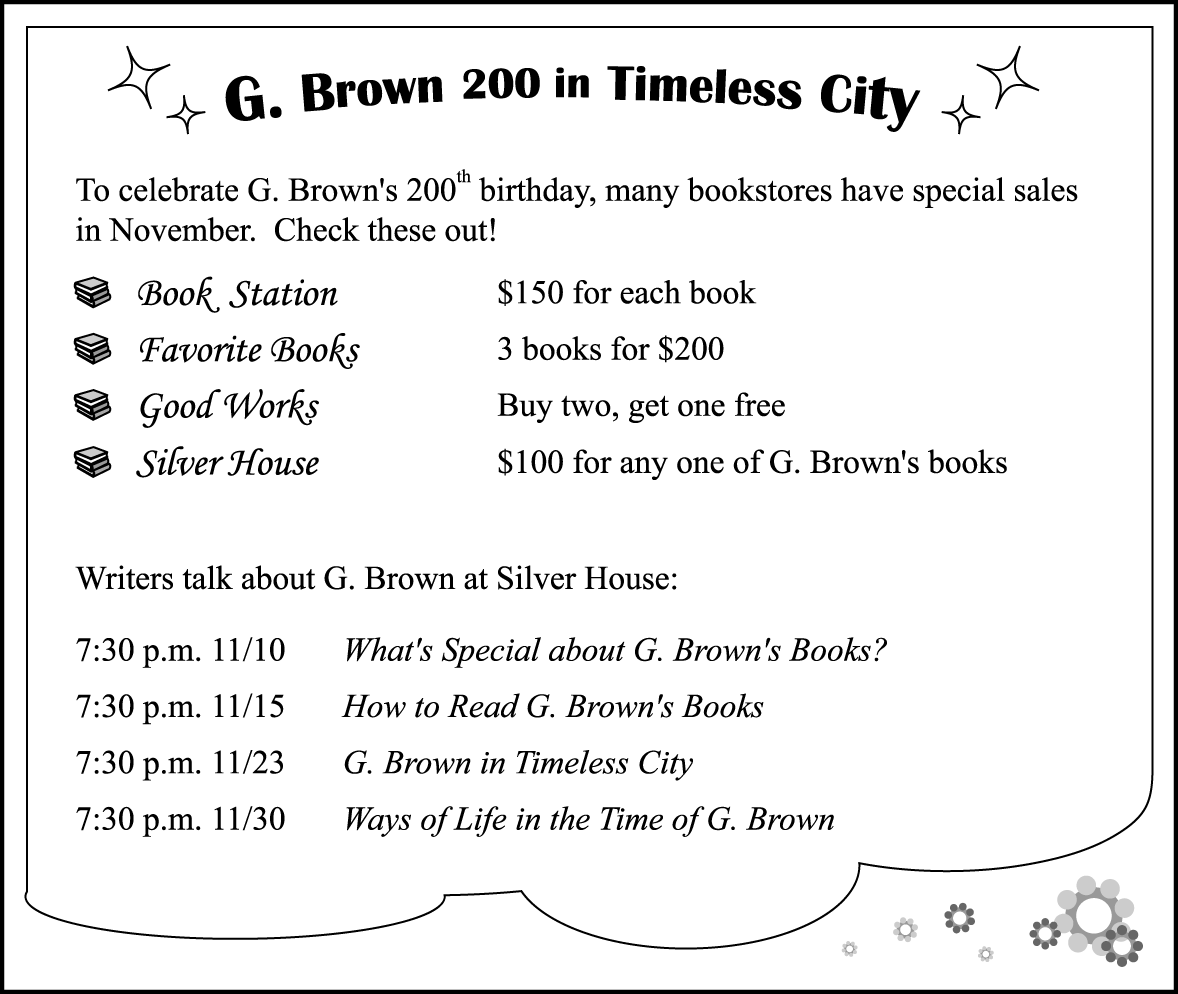 G. Brown 200 in Timeless City
To celebrate G. Brown's 200th birthday, many bookstores have special sales
in November. Check these out!
Book Station $150 for each book
Favorite Books 3 books for $200
Good Works Buy two, get one free
Silver House $100 for any one of G. Brown's books
Writers talk about G. Brown at Silver House:
7:30 p.m. 11/10 What's Special about G. Brown's Books?
7:30 p.m. 11/15 How to Read G. Brown's Books
7:30 p.m. 11/23 G. Brown in Timeless City
7:30 p.m. 11/30 Ways of Life in the Time of G. Brown